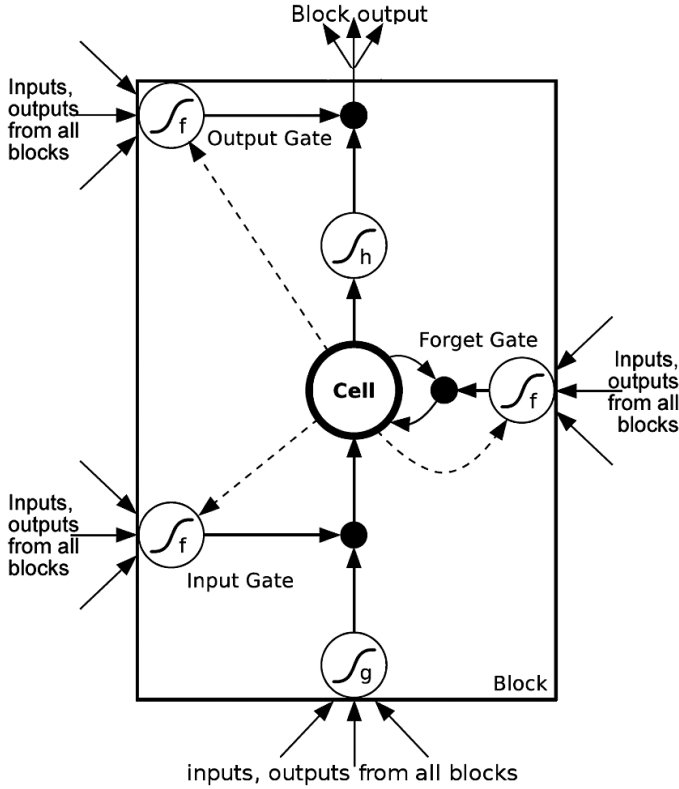 Block output
Inputs,
outputs
from all
blocks
f
Output Gate
h
Forget Gate
Cell
f
Inputs,
outputs
from all
blocks
Inputs,
outputs
from all
blocks
f
Input Gate
g
Block
inputs, outputs from all blocks